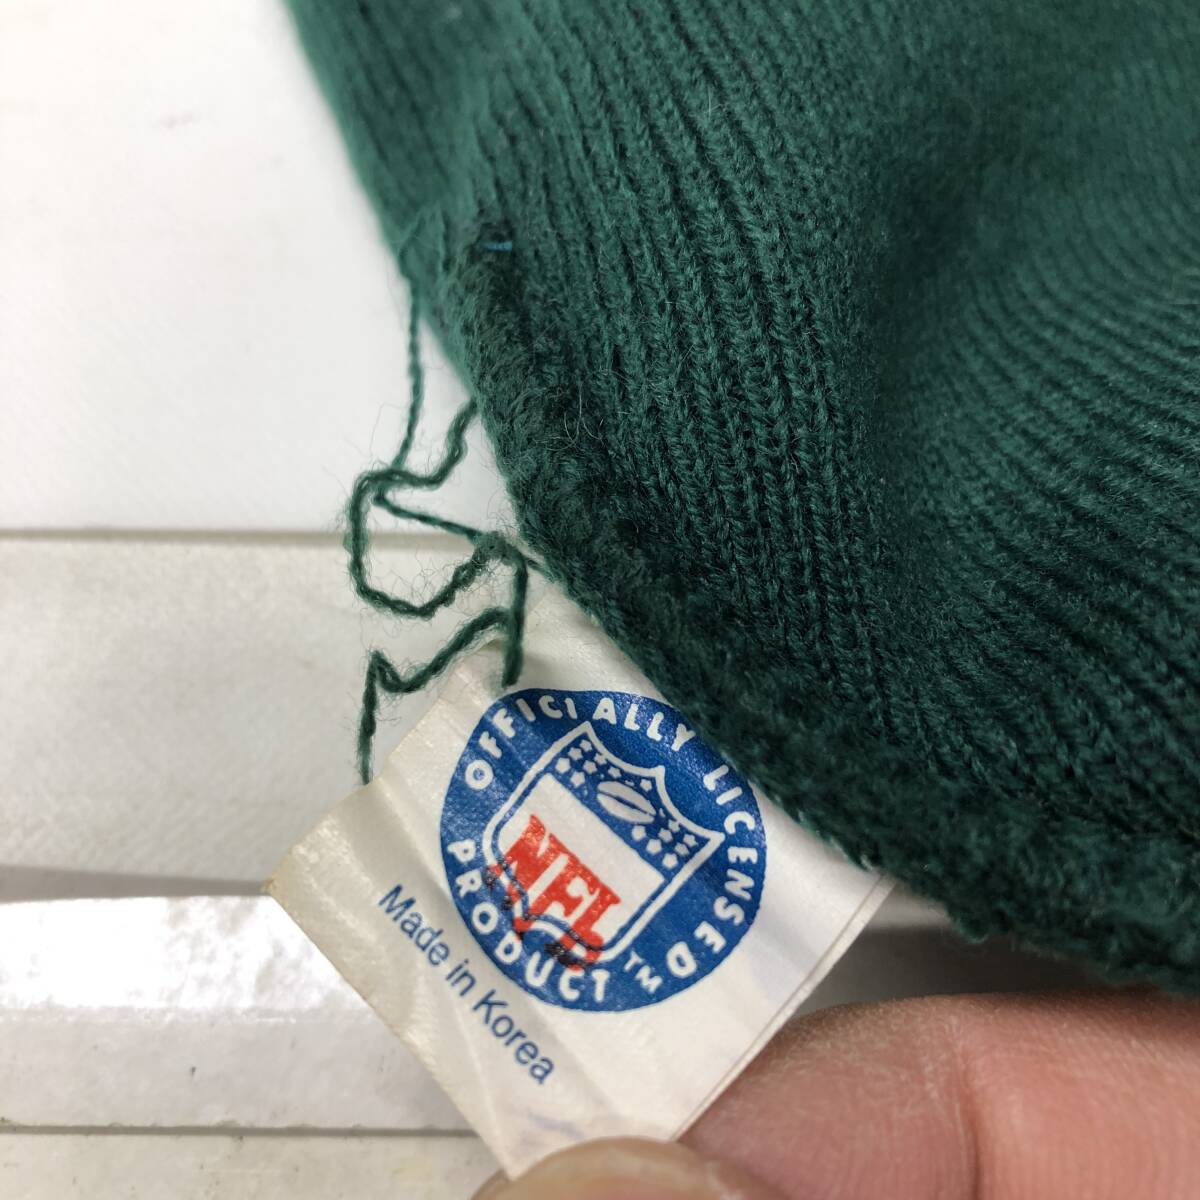 OFFICIALLY LICENSED
PRODUCT™
NFL
Made in Korea